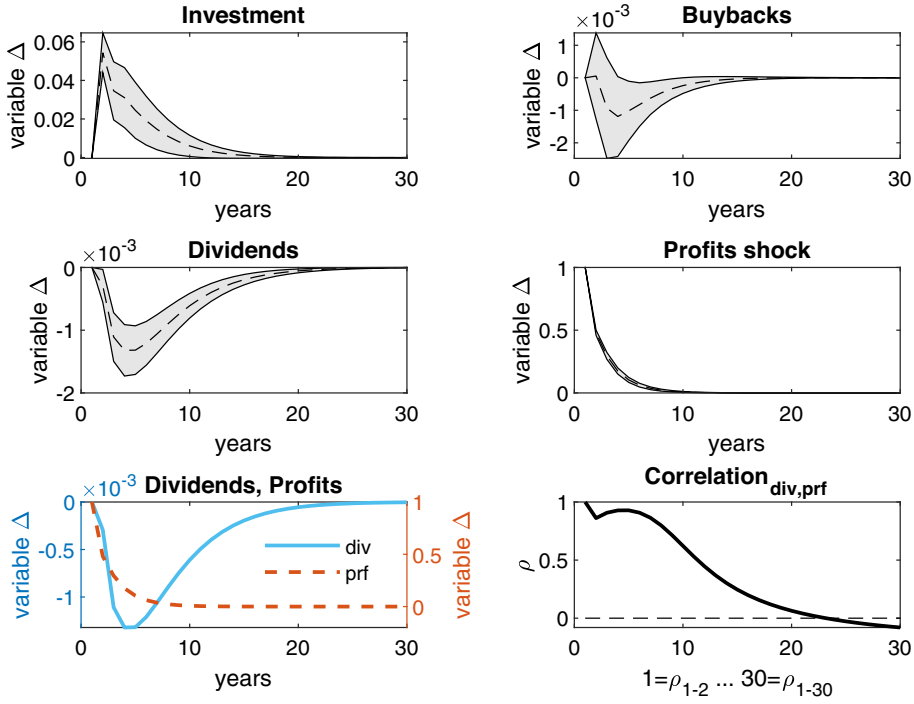 Investment
variable Δ
0.06
0.04
0.02
0
0 10 20 30
years
Buybacks
×10⁻³
variable Δ
1
0
-1
-2
0 10 20 30
years
Dividends
×10⁻³
variable Δ
0
-1
-2
0 10 20 30
years
Profits shock
variable Δ
1
0.5
0
0 10 20 30
years
Dividends, Profits
×10⁻³
variable Δ
0
-0.5
-1
1
0.5
0
variable Δ
div
prf
0 10 20 30
years
Correlation_div,prf
ρ
1
0.5
0
0 10 20 30
1=ρ_1-2 ... 30=ρ_1-30